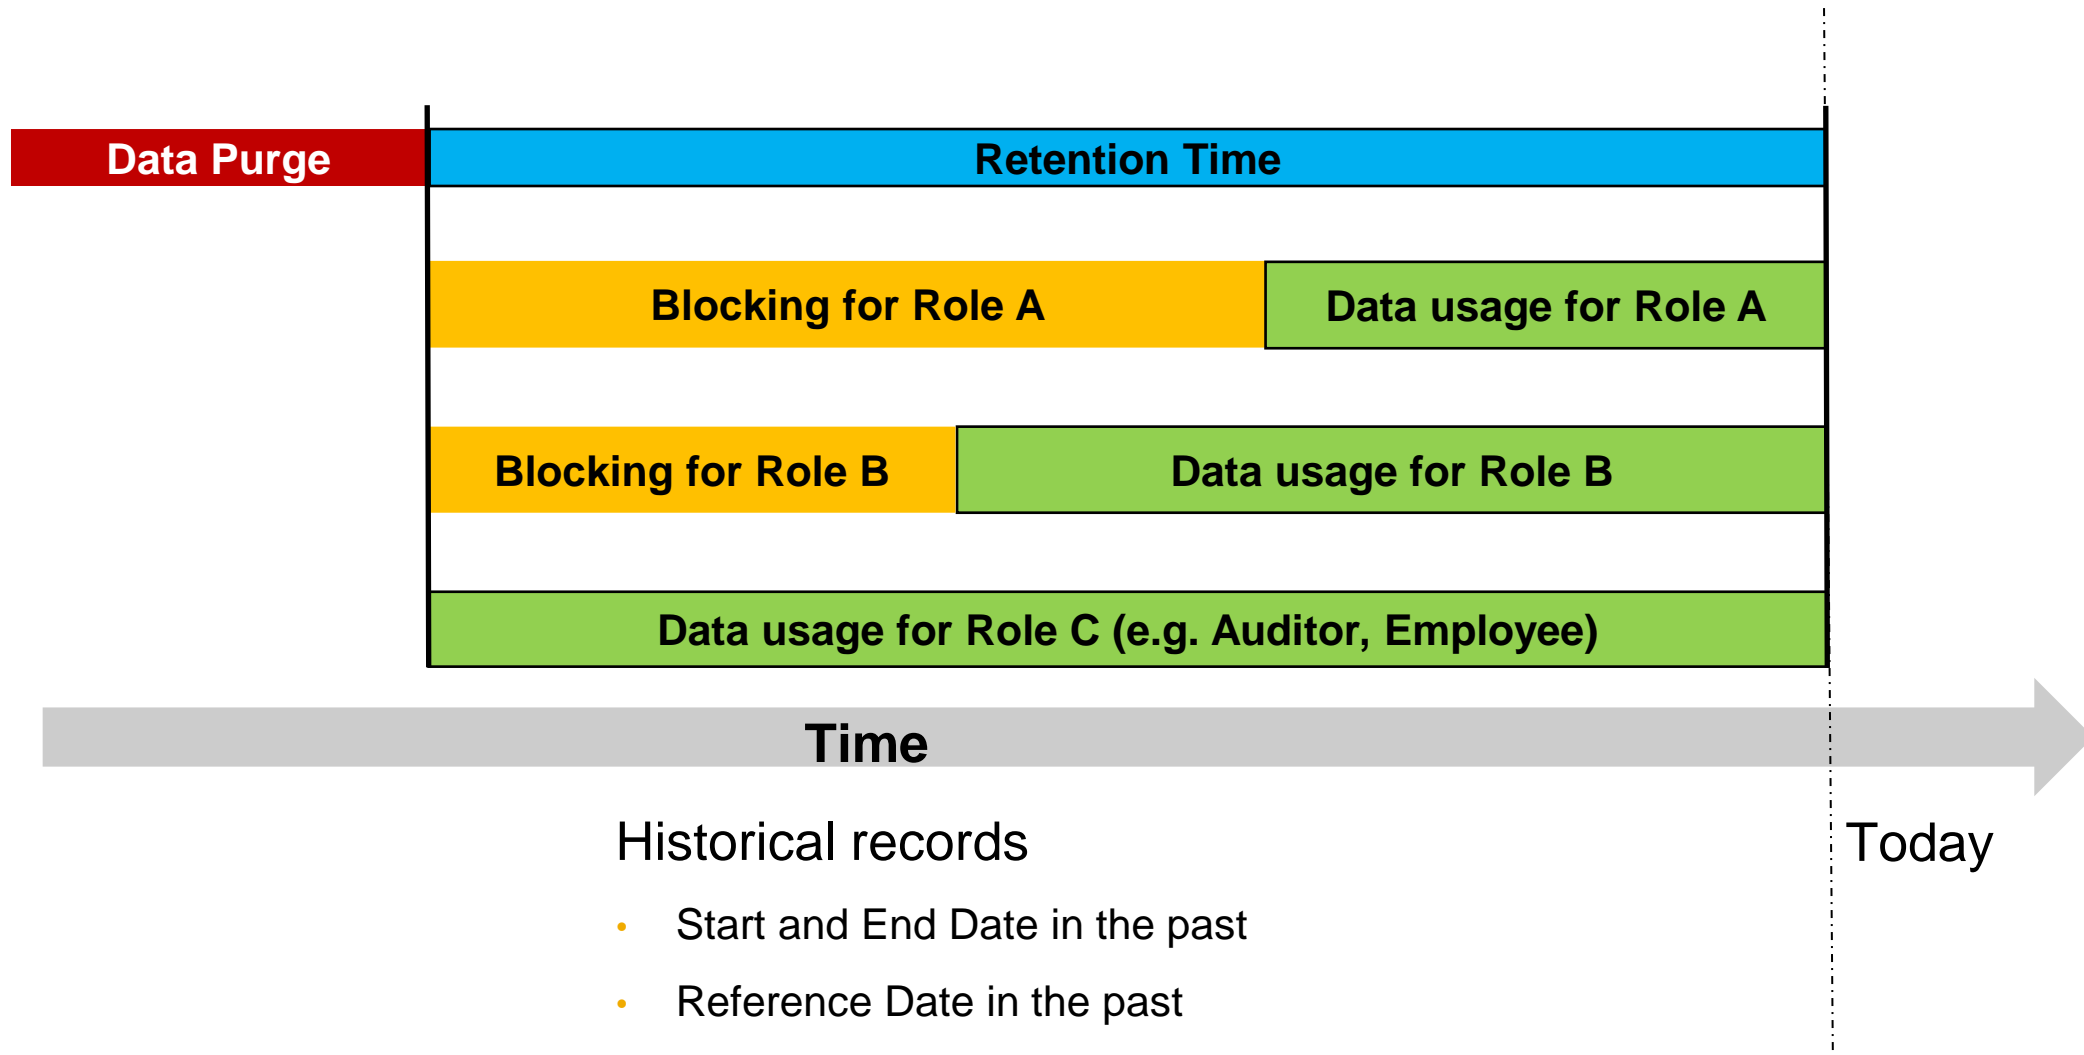 Data Purge
Retention Time
Blocking for Role A
Data usage for Role A
Blocking for Role B
Data usage for Role B
Data usage for Role C (e.g. Auditor, Employee)
Time
Historical records
Today
• Start and End Date in the past
• Reference Date in the past